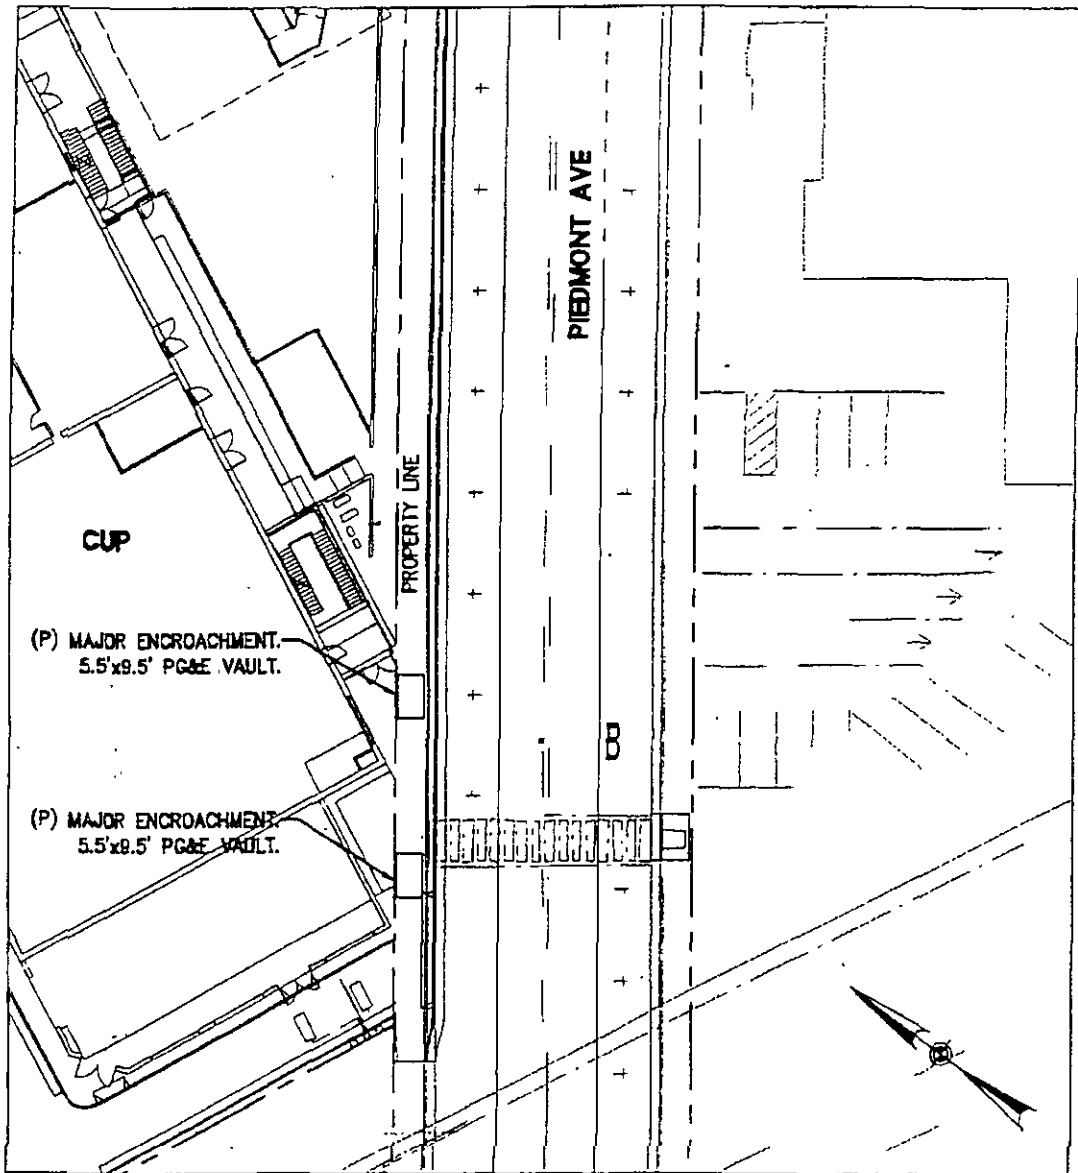 PIEDMONT AVE
PROPERTY LINE
CUP
(P) MAJOR ENCROACHMENT.
5.5'x9.5' PG&E VAULT.
B
(P) MAJOR ENCROACHMENT.
5.5'x9.5' PG&E VAULT.